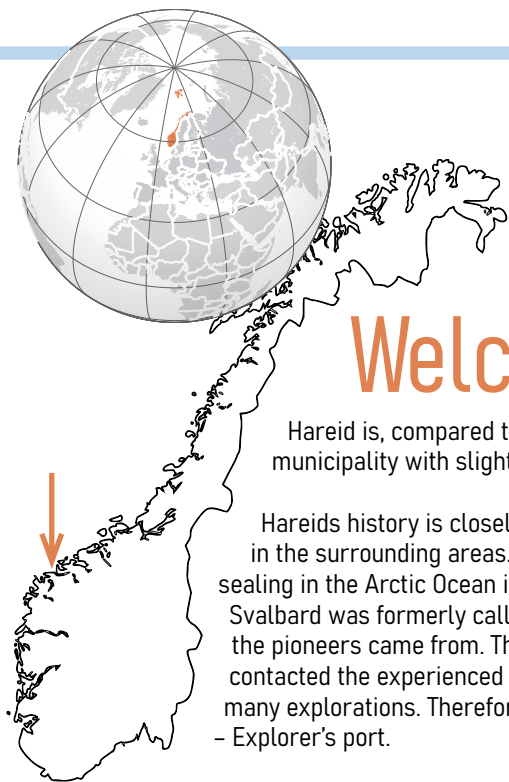 Welc
Hareid is, compared t
municipality with slight
Hareids history is closel
in the surrounding areas.
sealing in the Arctic Ocean i
Svalbard was formerly call
the pioneers came from. Th
contacted the experienced
many explorations. Therefor
– Explorer's port.